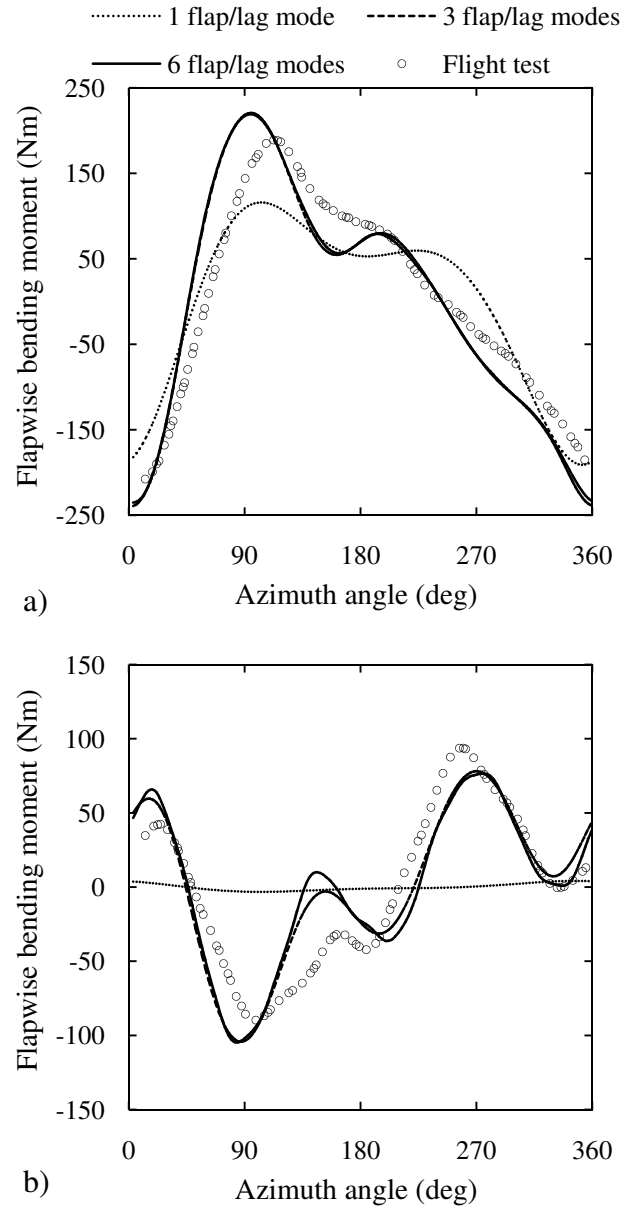 1 flap/lag mode 3 flap/lag modes
6 flap/lag modes Flight test
250
150
50
-50
-150
-250
Flapwise bending moment (Nm)
0 90 180 270 360
a) Azimuth angle (deg)
150
100
50
0
-50
-100
-150
Flapwise bending moment (Nm)
0 90 180 270 360
b) Azimuth angle (deg)